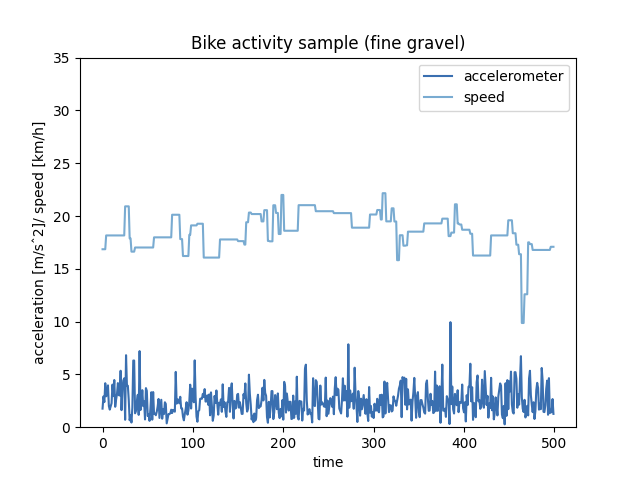 Bike activity sample (fine gravel)
accelerometer
speed
35
30
25
20
15
10
5
0
acceleration [m/s^2]/ speed [km/h]
0 100 200 300 400 500
time